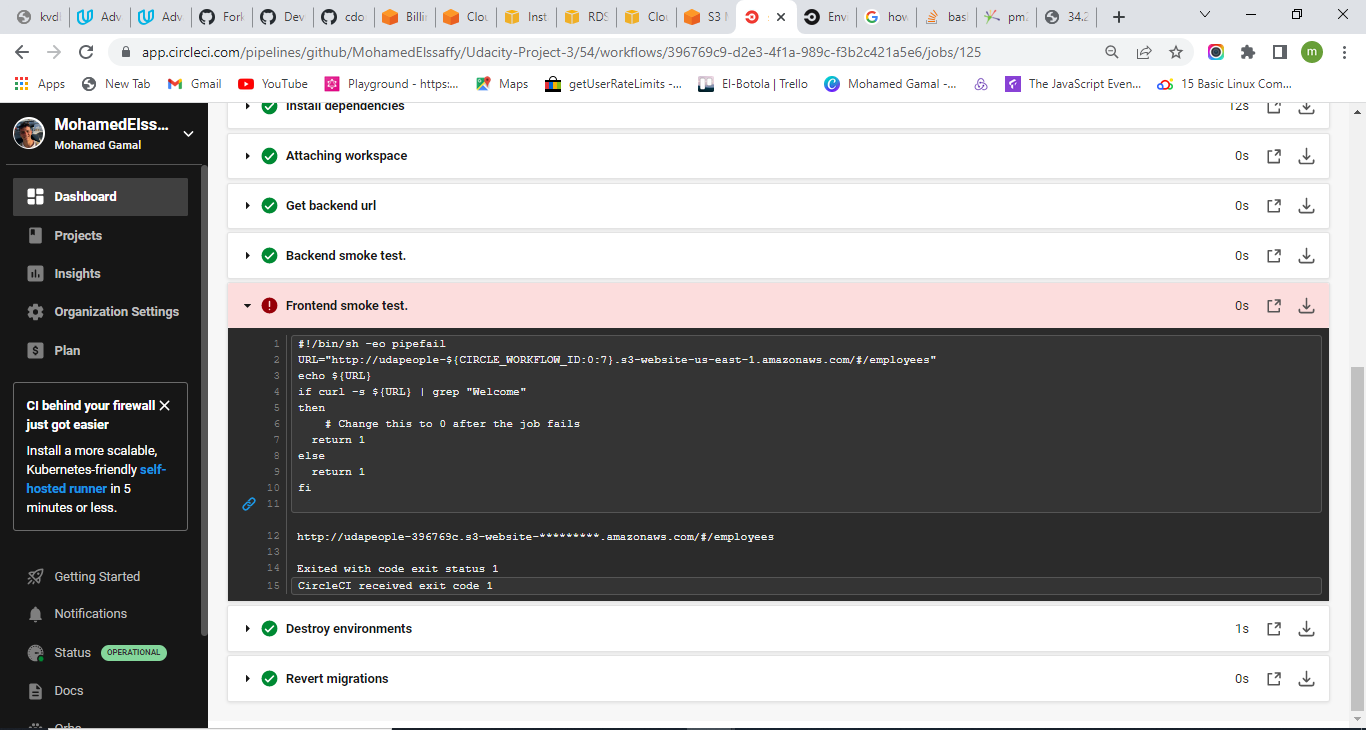 kvdl
Adv
Adv
Fork
Dev
cdo
Billi
Clou
Inst
RDS
Clou
S3 M
Env
how
bas
pm2
34.2
app.circleci.com/pipelines/github/MohamedElssaffy/Udacity-Project-3/54/workflows/396769c9-d2e3-4f1a-989c-f3b2c421a5e6/jobs/125
m
Apps
New Tab
Gmail
YouTube
Playground - https:...
Maps
getUserRateLimits -...
El-Botola | Trello
Mohamed Gamal -...
The JavaScript Even...
15 Basic Linux Com...
MohamedElss...
Mohamed Gamal
Dashboard
Projects
Insights
Organization Settings
Plan
CI behind your firewall
just got easier
Install a more scalable,
Kubernetes-friendly self-
hosted runner in 5
minutes or less.
Getting Started
Notifications
Status OPERATIONAL
Docs
Orbs
Install dependencies 12s
Attaching workspace 0s
Get backend url 0s
Backend smoke test. 0s
Frontend smoke test. 0s
1 #!/bin/sh -eo pipefail
2 URL="http://udapeople-${CIRCLE_WORKFLOW_ID:0:7}.s3-website-us-east-1.amazonaws.com/#/employees"
3 echo ${URL}
4 if curl -s ${URL} | grep "Welcome"
5 then
6 # Change this to 0 after the job fails
7 return 1
8 else
9 return 1
10 fi
11
12 http://udapeople-396769c.s3-website-*********.amazonaws.com/#/employees
13
14 Exited with code exit status 1
15 CircleCI received exit code 1
Destroy environments 1s
Revert migrations 0s